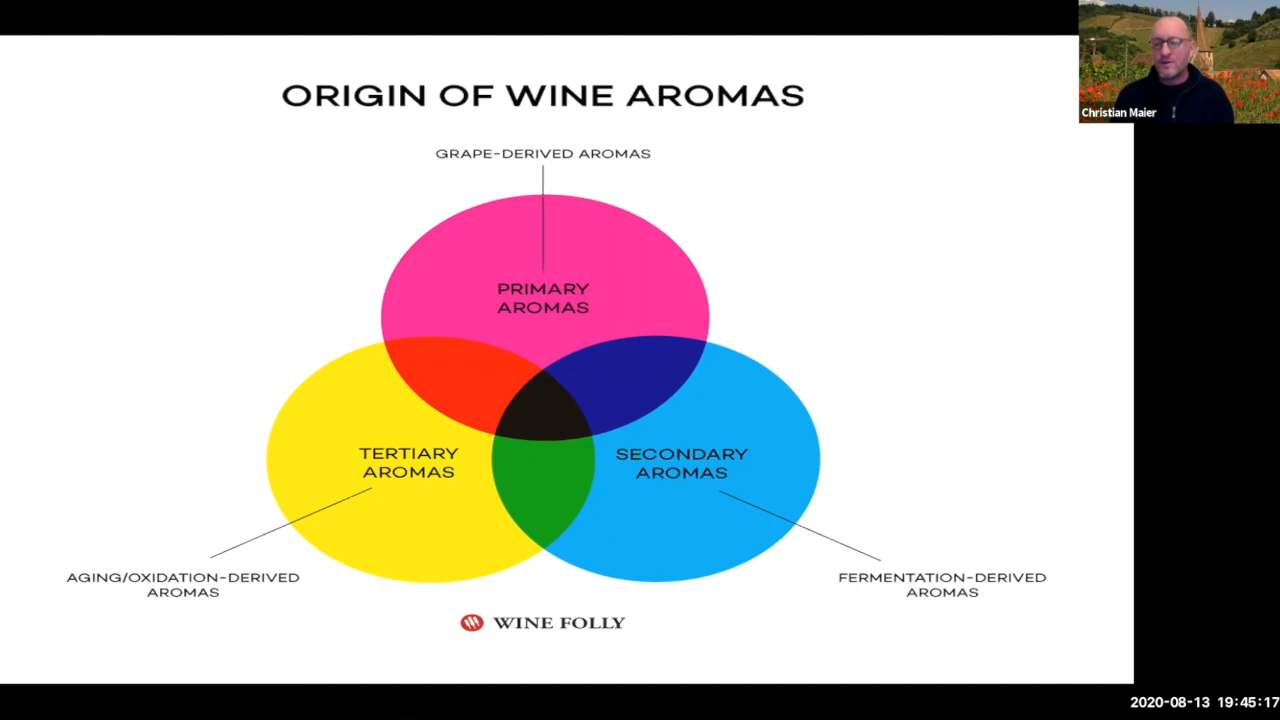 ORIGIN OF WINE AROMAS
Christian Maier
GRAPE-DERIVED AROMAS
PRIMARY
AROMAS
TERTIARY
AROMAS
SECONDARY
AROMAS
AGING/OXIDATION-DERIVED
AROMAS
FERMENTATION-DERIVED
AROMAS
WINE FOLLY
2020-08-13 19:45:17